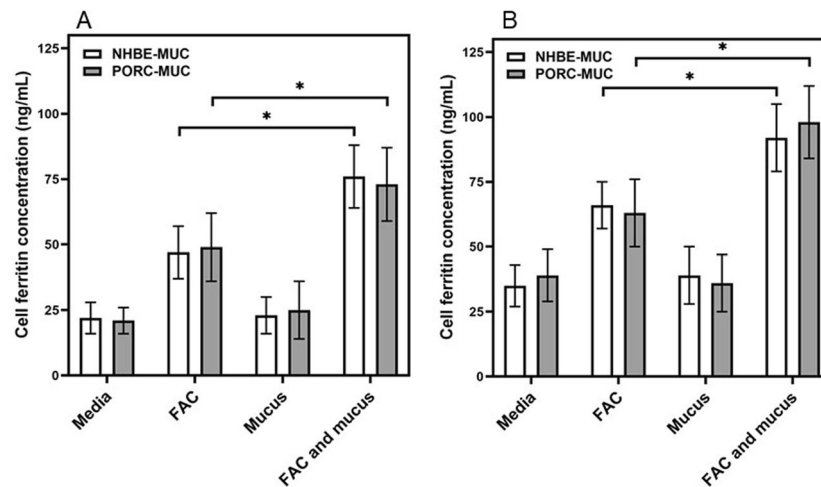 A
NHBE-MUC
PORC-MUC
*
*
Cell ferritin concentration (ng/mL)
125
100
75
50
25
0
Media
FAC
Mucus
FAC and mucus
B
NHBE-MUC
PORC-MUC
*
*
Cell ferritin concentration (ng/mL)
125
100
75
50
25
0
Media
FAC
Mucus
FAC and mucus